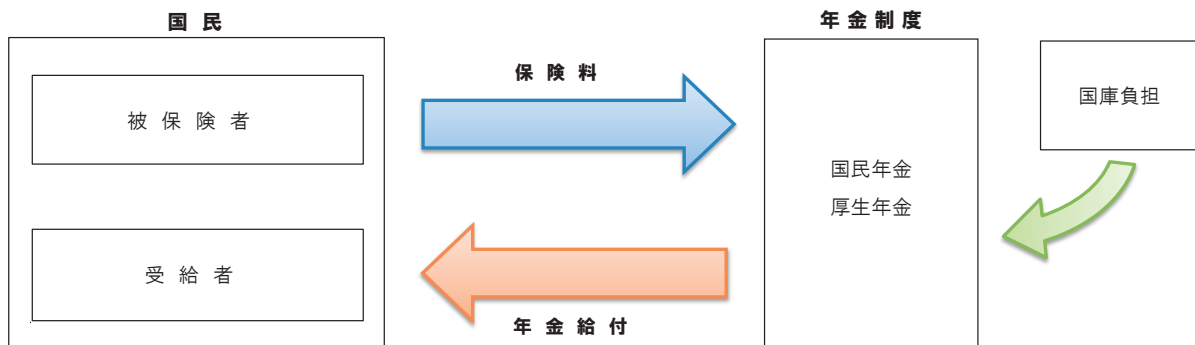 国民
被保険者
受給者
保険料
年金給付
年金制度
国民年金
厚生年金
国庫負担